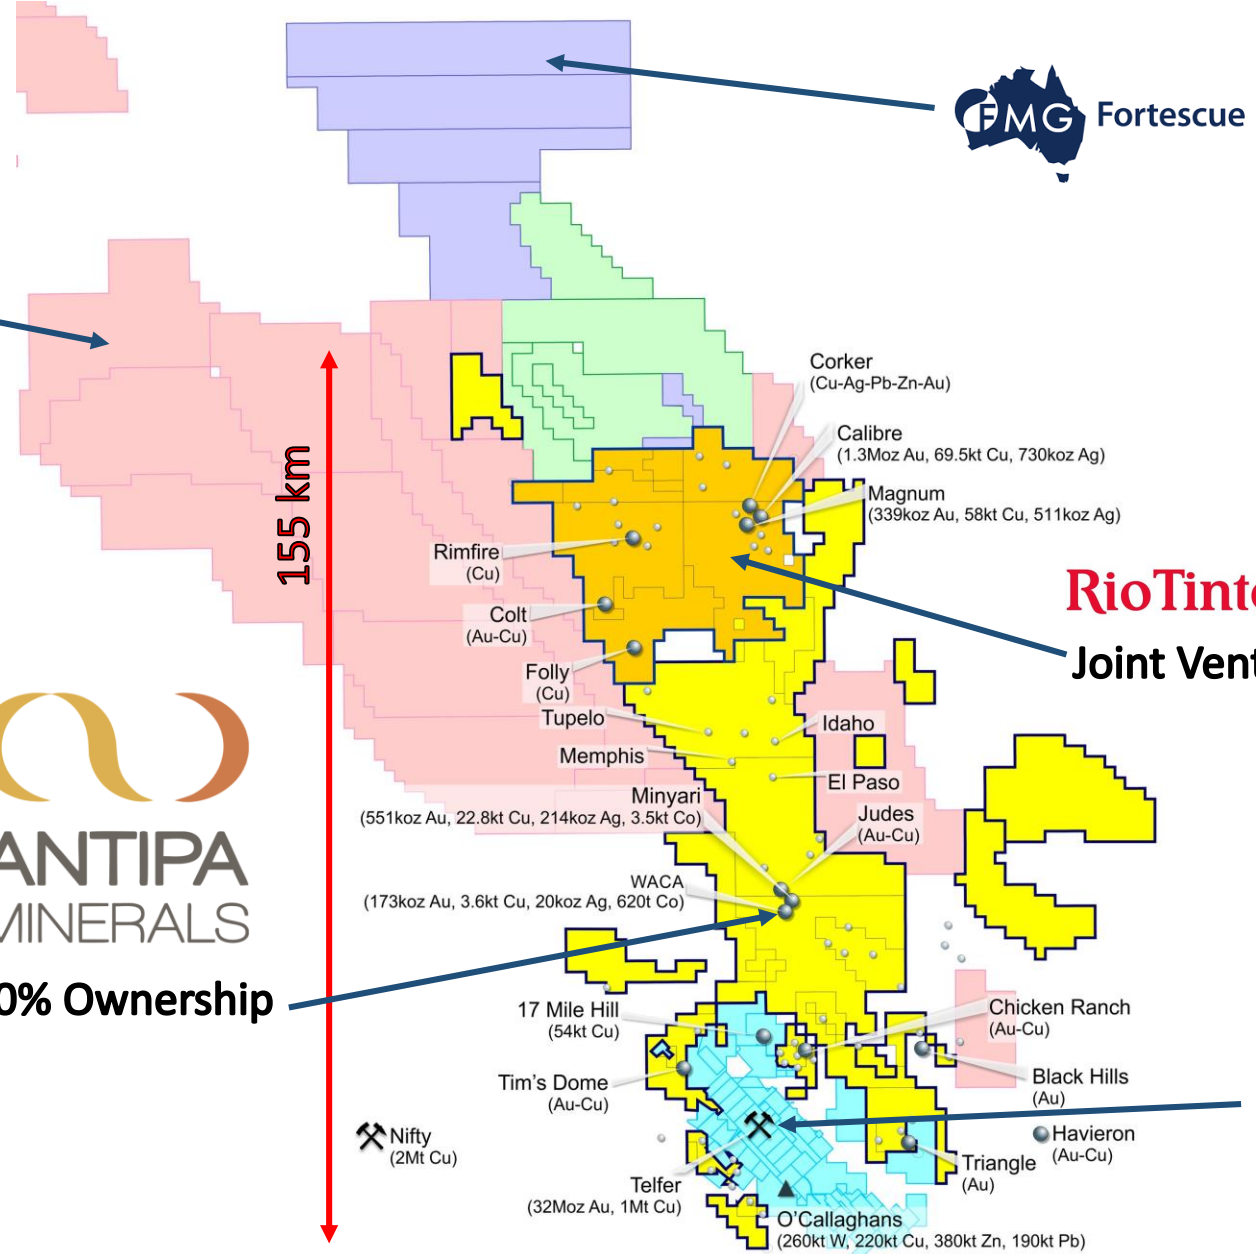 FMG Fortescue
Corker
(Cu-Ag-Pb-Zn-Au)
Calibre
(1.3Moz Au, 69.5kt Cu, 730koz Ag)
Magnum
(339koz Au, 58kt Cu, 511koz Ag)
155 km
Rimfire
(Cu)
Colt
(Au-Cu)
Folly
(Cu)
RioTinto
Joint Vent
Tupelo
Idaho
Memphis
El Paso
Minyari
(551koz Au, 22.8kt Cu, 214koz Ag, 3.5kt Co)
Judes
(Au-Cu)
WACA
(173koz Au, 3.6kt Cu, 20koz Ag, 620t Co)
ANTIPA
MINERALS
0% Ownership
17 Mile Hill
(54kt Cu)
Chicken Ranch
(Au-Cu)
Tim's Dome
(Au-Cu)
Black Hills
(Au)
Nifty
(2Mt Cu)
Havieron
(Au-Cu)
Triangle
(Au)
Telfer
(32Moz Au, 1Mt Cu)
O'Callaghans
(260kt W, 220kt Cu, 380kt Zn, 190kt Pb)